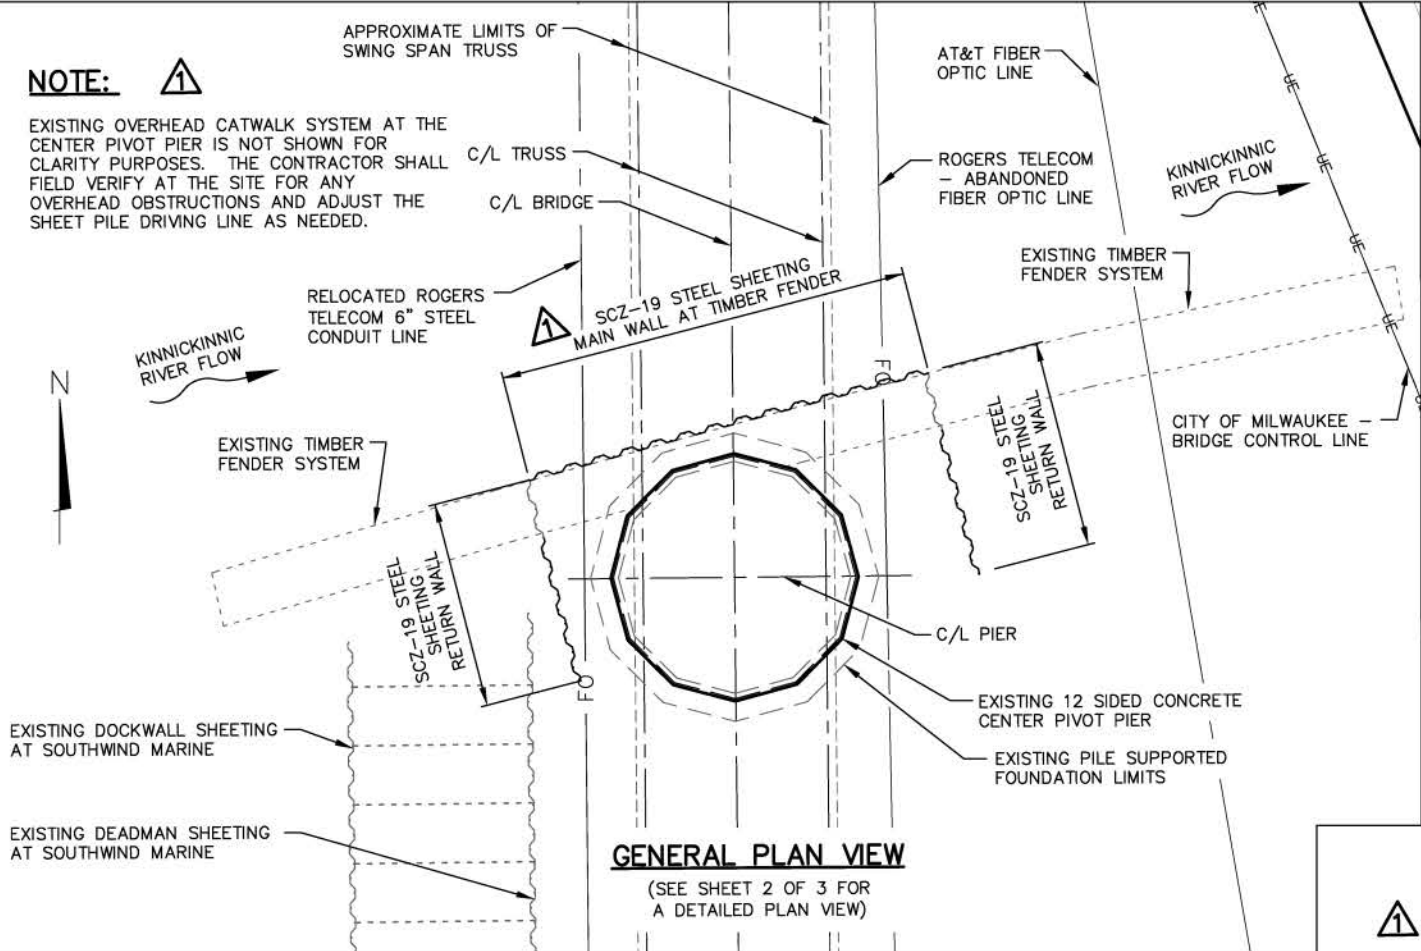 NOTE:
1
EXISTING OVERHEAD CATWALK SYSTEM AT THE
CENTER PIVOT PIER IS NOT SHOWN FOR
CLARITY PURPOSES. THE CONTRACTOR SHALL
FIELD VERIFY AT THE SITE FOR ANY
OVERHEAD OBSTRUCTIONS AND ADJUST THE
SHEET PILE DRIVING LINE AS NEEDED.
APPROXIMATE LIMITS OF
SWING SPAN TRUSS
C/L TRUSS
C/L BRIDGE
AT&T FIBER
OPTIC LINE
ROGERS TELECOM
– ABANDONED
FIBER OPTIC LINE
KINNICKINNIC
RIVER FLOW
UE
UE
UE
UE
UE
U
EXISTING TIMBER
FENDER SYSTEM
RELOCATED ROGERS
TELECOM 6" STEEL
CONDUIT LINE
1
SCZ–19 STEEL SHEETING
MAIN WALL AT TIMBER FENDER
KINNICKINNIC
RIVER FLOW
N
FO
EXISTING TIMBER
FENDER SYSTEM
SCZ–19 STEEL
SHEETING
RETURN WALL
CITY OF MILWAUKEE –
BRIDGE CONTROL LINE
SCZ–19 STEEL
SHEETING
RETURN WALL
FO
C/L PIER
EXISTING 12 SIDED CONCRETE
CENTER PIVOT PIER
EXISTING PILE SUPPORTED
FOUNDATION LIMITS
EXISTING DOCKWALL SHEETING
AT SOUTHWIND MARINE
EXISTING DEADMAN SHEETING
AT SOUTHWIND MARINE
GENERAL PLAN VIEW
(SEE SHEET 2 OF 3 FOR
A DETAILED PLAN VIEW)
1